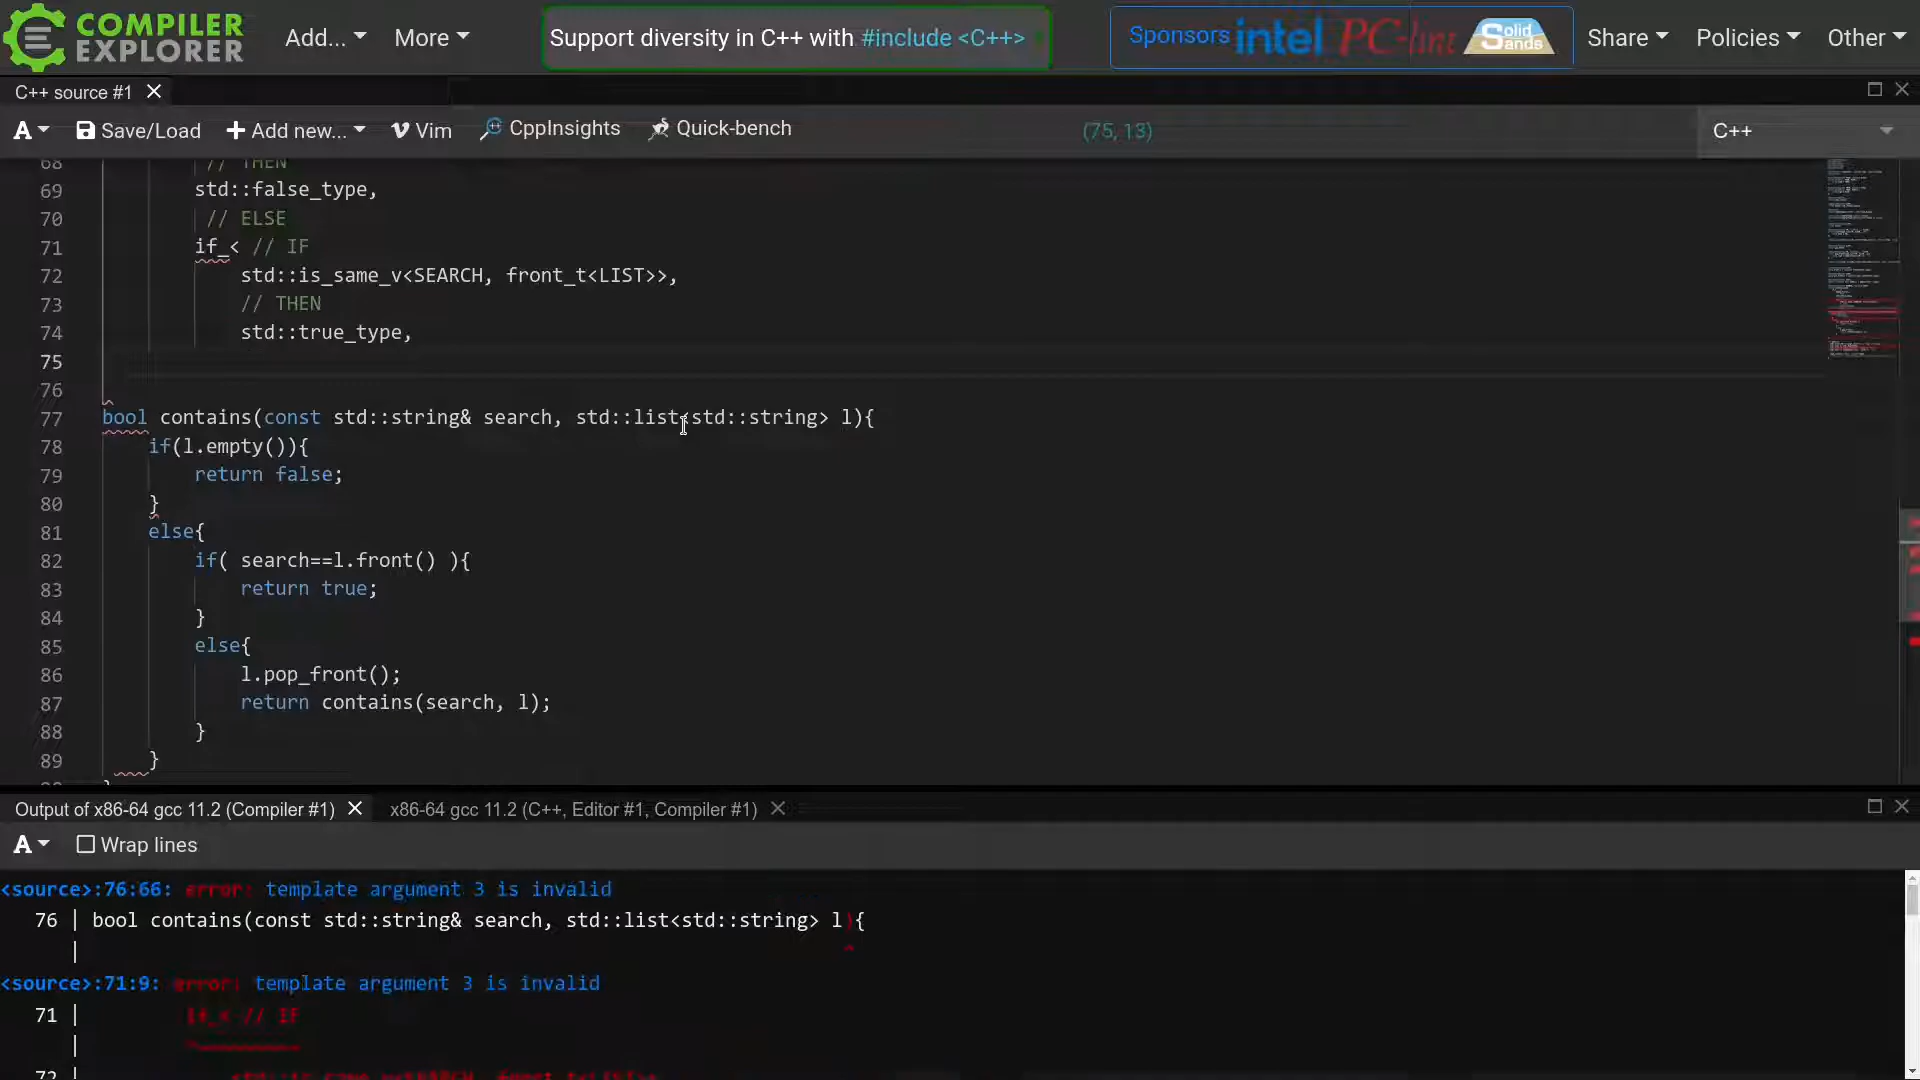 COMPILER
EXPLORER
Add...
More
Support diversity in C++ with #include <C++>
Sponsors
intel
PC-lint
Solid Sands
Share
Policies
Other
C++ source #1
A
Save/Load
Add new...
Vim
CppInsights
Quick-bench
(75, 13)
C++
68 // THEN
69 std::false_type,
70 // ELSE
71 if_< // IF
72 std::is_same_v<SEARCH, front_t<LIST>>,
73 // THEN
74 std::true_type,
75
76
77 bool contains(const std::string& search, std::list<std::string> l){
78 if(l.empty()){
79 return false;
80 }
81 else{
82 if( search==l.front() ){
83 return true;
84 }
85 else{
86 l.pop_front();
87 return contains(search, l);
88 }
89 }
Output of x86-64 gcc 11.2 (Compiler #1)
x86-64 gcc 11.2 (C++, Editor #1, Compiler #1)
A
Wrap lines
<source>:76:66: error: template argument 3 is invalid
76 | bool contains(const std::string& search, std::list<std::string> l){
| ^
<source>:71:9: error: template argument 3 is invalid
71 | if_< // IF
| ^~~~~~~~~~
72 | std::is_same_v<SEARCH, front_t<LIST>>,